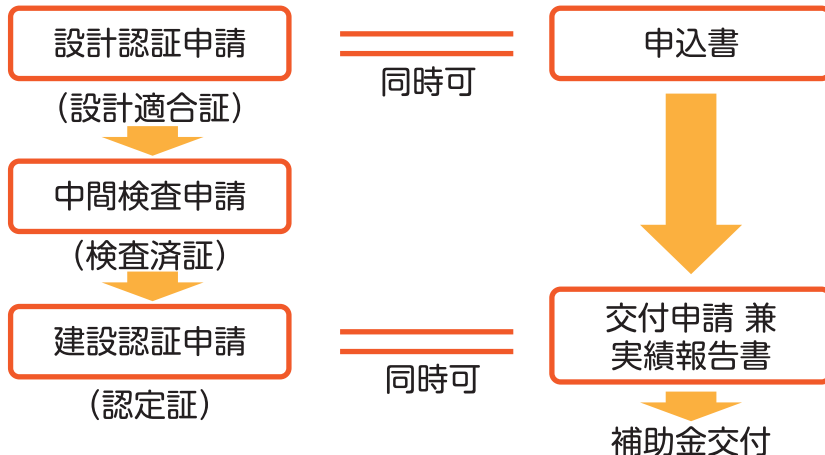 設計認証申請
同時可
申込書
(設計適合証)
中間検査申請
(検査済証)
建設認証申請
同時可
交付申請 兼
実績報告書
(認定証)
補助金交付